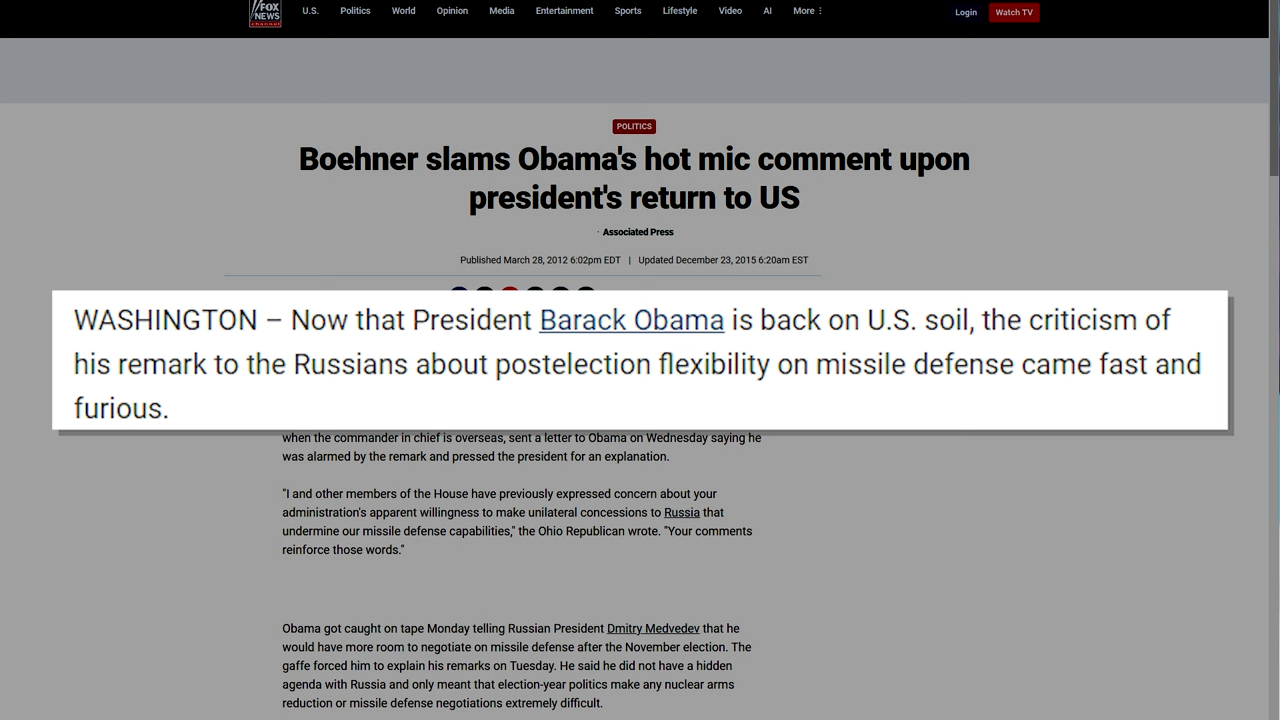 FOX
NEWS
channel
U.S. Politics World Opinion Media Entertainment Sports Lifestyle Video AI More
Login Watch TV
POLITICS
Boehner slams Obama's hot mic comment upon
president's return to US
· Associated Press
Published March 28, 2012 6:02pm EDT | Updated December 23, 2015 6:20am EST
WASHINGTON – Now that President Barack Obama is back on U.S. soil, the criticism of
his remark to the Russians about postelection flexibility on missile defense came fast and
furious.
when the commander in chief is overseas, sent a letter to Obama on Wednesday saying he
was alarmed by the remark and pressed the president for an explanation.
"I and other members of the House have previously expressed concern about your
administration's apparent willingness to make unilateral concessions to Russia that
undermine our missile defense capabilities," the Ohio Republican wrote. "Your comments
reinforce those words."
Obama got caught on tape Monday telling Russian President Dmitry Medvedev that he
would have more room to negotiate on missile defense after the November election. The
gaffe forced him to explain his remarks on Tuesday. He said he did not have a hidden
agenda with Russia and only meant that election-year politics make any nuclear arms
reduction or missile defense negotiations extremely difficult.